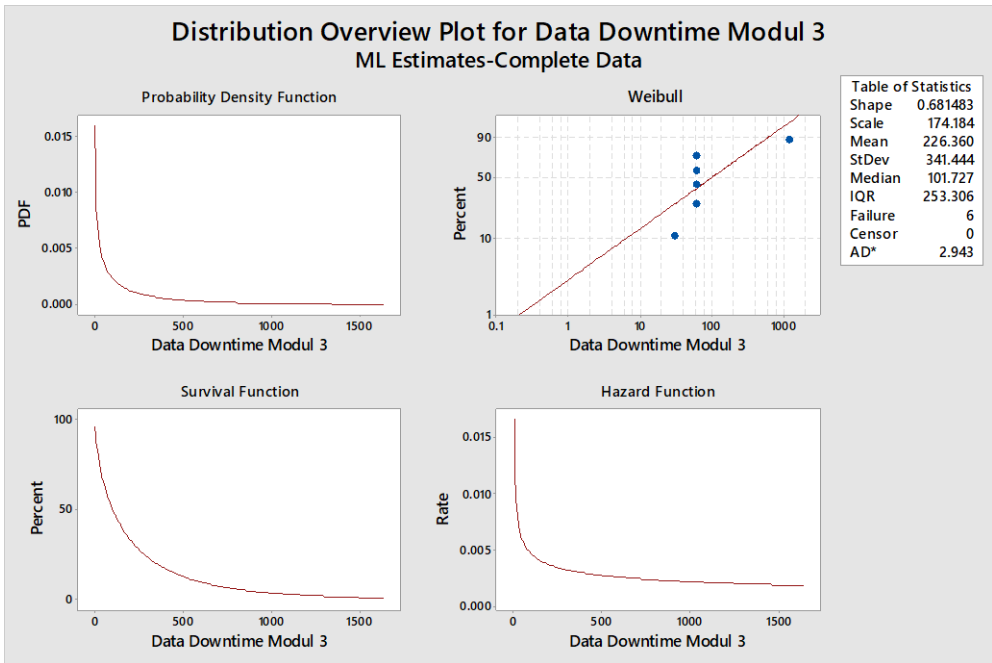 Distribution Overview Plot for Data Downtime Modul 3
ML Estimates-Complete Data
Probability Density Function
0.015
0.010
0.005
0.000
PDF
0
500
1000
1500
Data Downtime Modul 3
Weibull
90
50
10
1
Percent
0.1
1
10
100
1000
Data Downtime Modul 3
Table of Statistics
Shape 0.681483
Scale 174.184
Mean 226.360
StDev 341.444
Median 101.727
IQR 253.306
Failure 6
Censor 0
AD* 2.943
Survival Function
100
50
0
Percent
0
500
1000
1500
Data Downtime Modul 3
Hazard Function
0.015
0.010
0.005
0.000
Rate
0
500
1000
1500
Data Downtime Modul 3